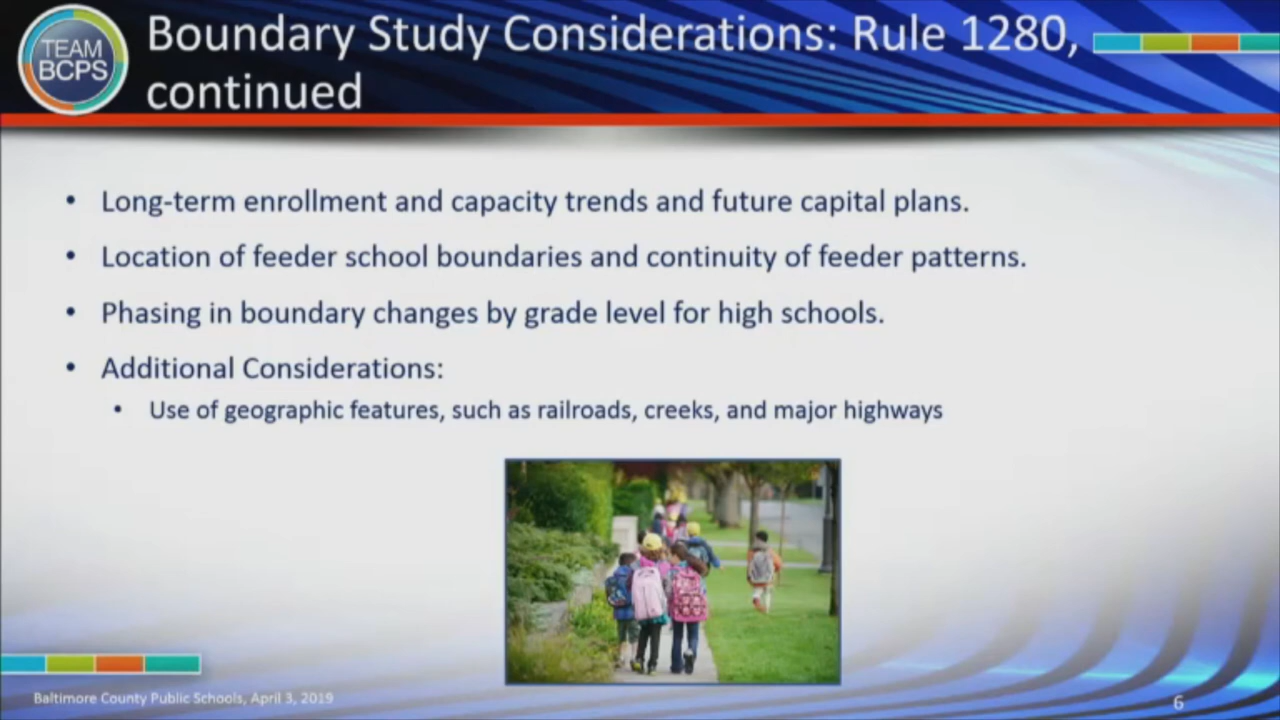 TEAM
BCPS
Boundary Study Considerations: Rule 1280,
continued
• Long-term enrollment and capacity trends and future capital plans.
• Location of feeder school boundaries and continuity of feeder patterns.
• Phasing in boundary changes by grade level for high schools.
• Additional Considerations:
• Use of geographic features, such as railroads, creeks, and major highways
Baltimore County Public Schools, April 3, 2019
6